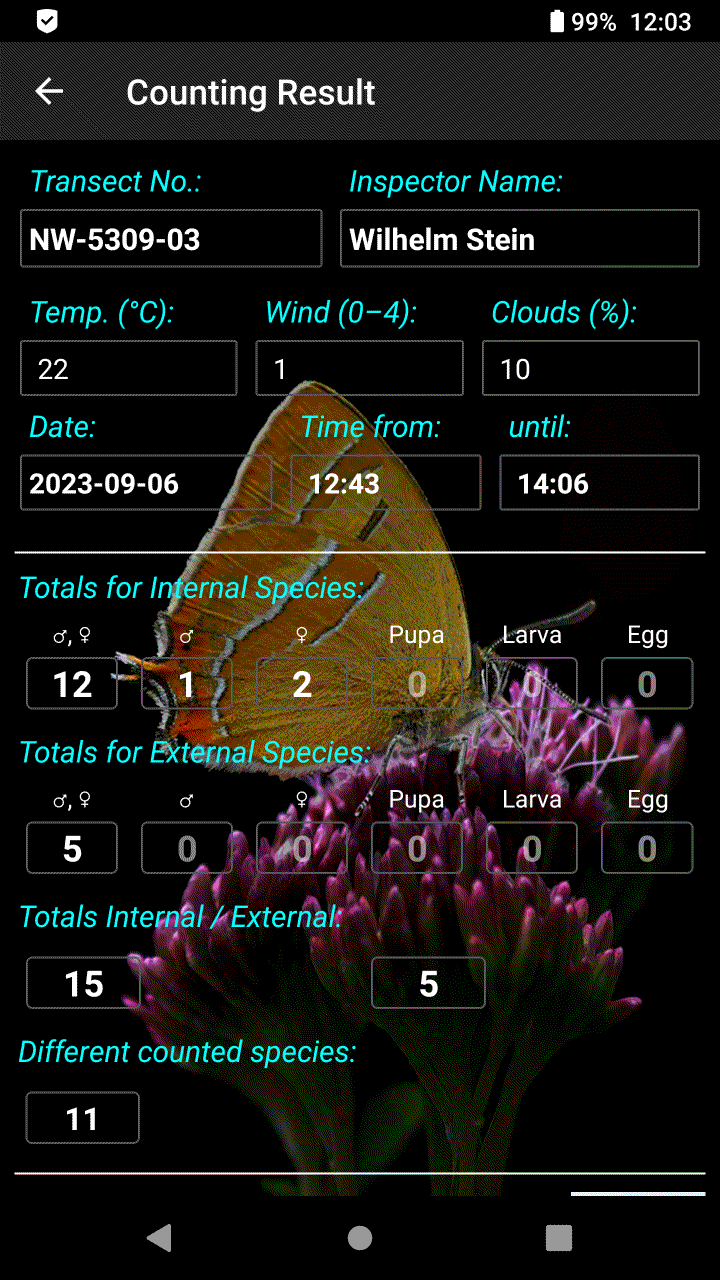 99% 12:03
Counting Result
Transect No.: Inspector Name:
NW-5309-03 Wilhelm Stein
Temp. (°C): Wind (0–4): Clouds (%):
22 1 10
Date: Time from: until:
2023-09-06 12:43 14:06
Totals for Internal Species:
♂, ♀ ♂ ♀ Pupa Larva Egg
12 1 2 0 0 0
Totals for External Species:
♂, ♀ ♂ ♀ Pupa Larva Egg
5 0 0 0 0 0
Totals Internal / External:
15 5
Different counted species:
11